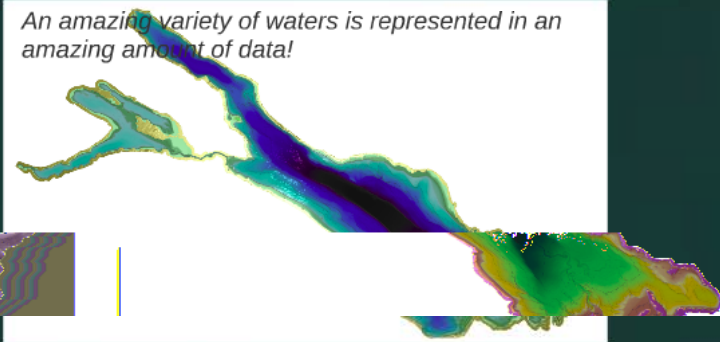 An amazing variety of waters is represented in an
amazing amount of data!